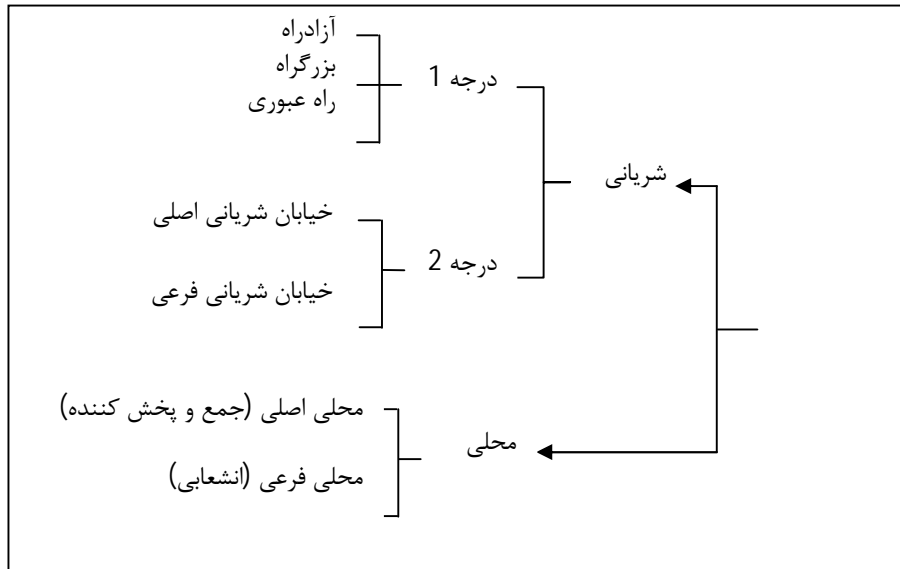 آزادراه
بزرگراه
درجه 1
راه عبوری
شریانی
خیابان شریانی اصلی
درجه 2
خیابان شریانی فرعی
محلی اصلی (جمع و پخش کننده)
محلی
محلی فرعی (انشعابی)